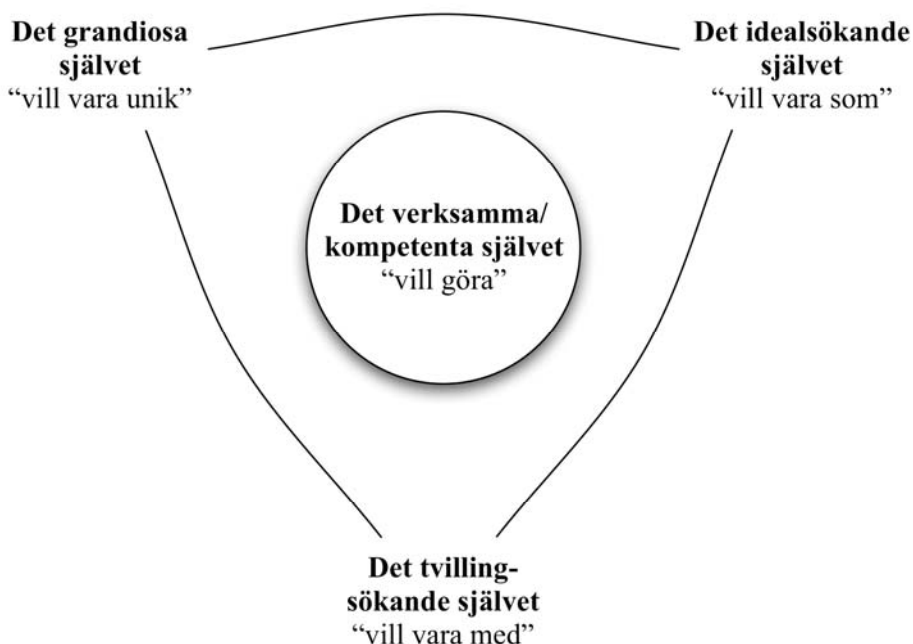 Det grandiosa
självet
“vill vara unik”
Det idealsökande
självet
“vill vara som”
Det verksamma/
kompetenta självet
“vill göra”
Det tvilling-
sökande självet
“vill vara med”